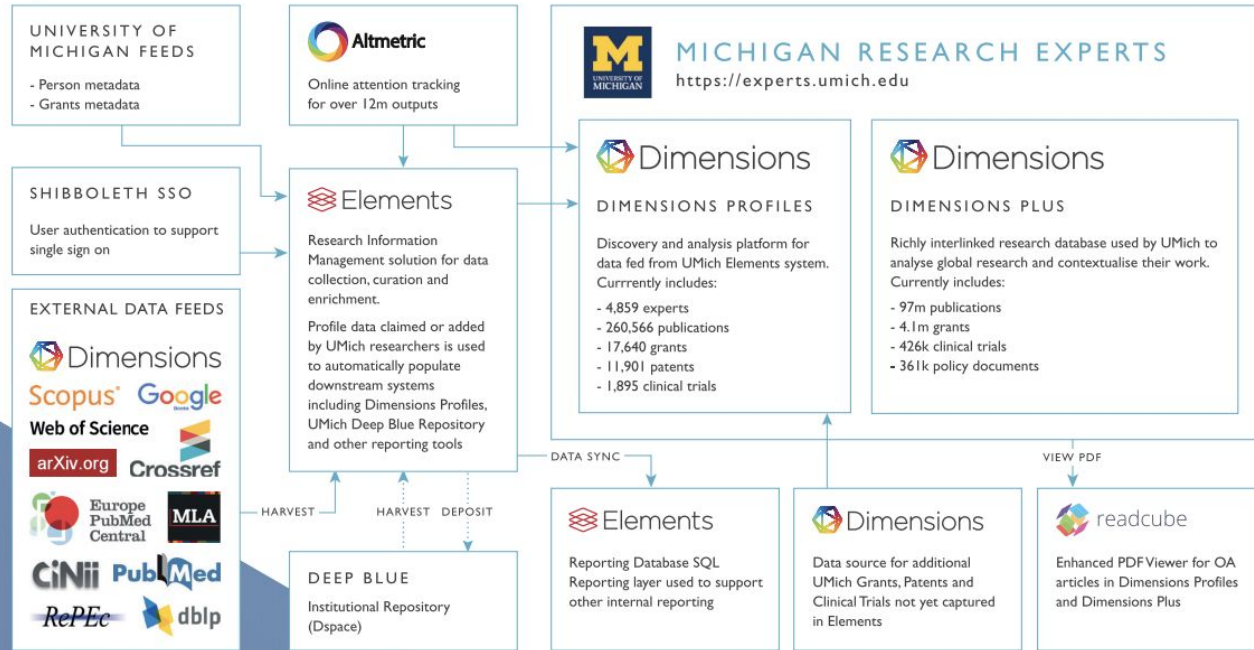 UNIVERSITY OF
MICHIGAN FEEDS
- Person metadata
- Grants metadata
SHIBBOLETH SSO
User authentication to support
single sign on
EXTERNAL DATA FEEDS
Dimensions
Scopus®
Google
Books
Web of Science
arXiv.org
Crossref
Europe
PubMed
Central
MLA
CiNii
PubMed
RePEc
dblp
HARVEST
Altmetric
Online attention tracking
for over 12m outputs
Elements
Research Information
Management solution for data
collection, curation and
enrichment.
Profile data claimed or added
by UMich researchers is used
to automatically populate
downstream systems
including Dimensions Profiles,
UMich Deep Blue Repository
and other reporting tools
HARVEST
DEPOSIT
DEEP BLUE
Institutional Repository
(Dspace)
M
UNIVERSITY OF
MICHIGAN
MICHIGAN RESEARCH EXPERTS
https://experts.umich.edu
Dimensions
DIMENSIONS PROFILES
Discovery and analysis platform for
data fed from UMich Elements system.
Currrently includes:
- 4,859 experts
- 260,566 publications
- 17,640 grants
- 11,901 patents
- 1,895 clinical trials
Dimensions
DIMENSIONS PLUS
Richly interlinked research database used by UMich to
analyse global research and contextualise their work.
Currently includes:
- 97m publications
- 4.1m grants
- 426k clinical trials
- 361k policy documents
DATA SYNC
VIEW PDF
Elements
Reporting Database SQL
Reporting layer used to support
other internal reporting
Dimensions
Data source for additional
UMich Grants, Patents and
Clinical Trials not yet captured
in Elements
readcube
Enhanced PDF Viewer for OA
articles in Dimensions Profiles
and Dimensions Plus